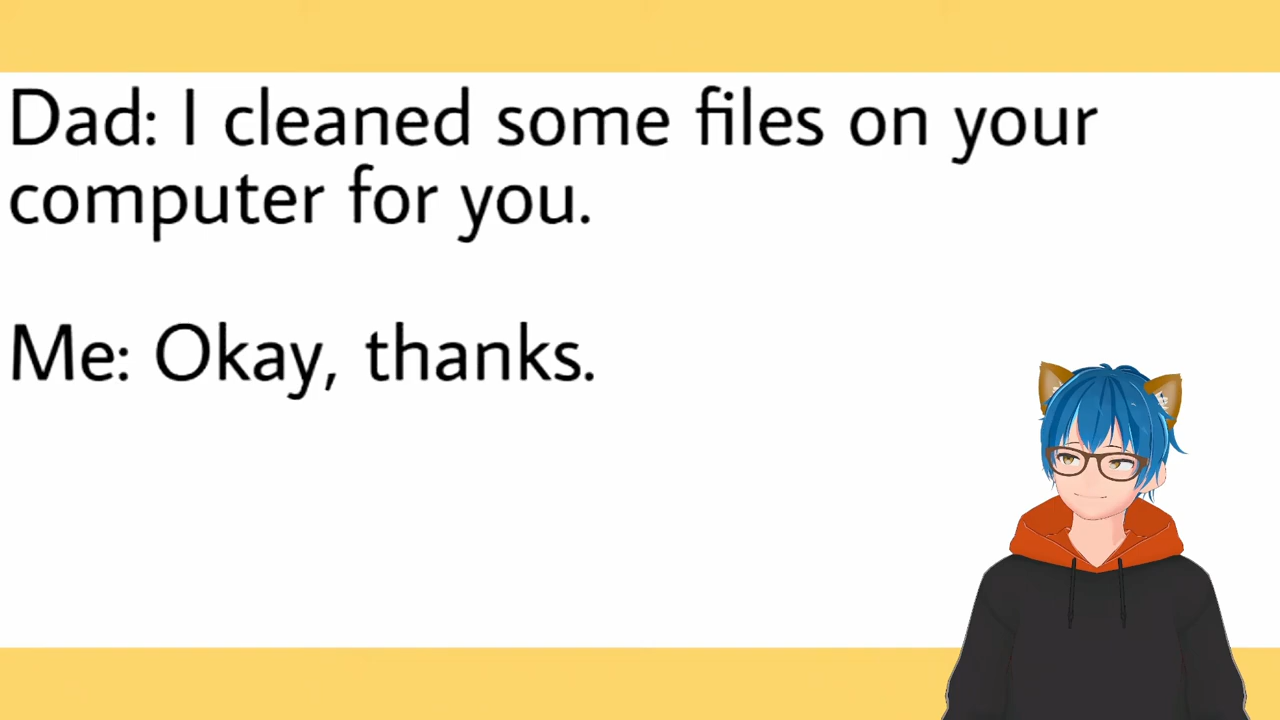 Dad: I cleaned some files on your
computer for you.
Me: Okay, thanks.